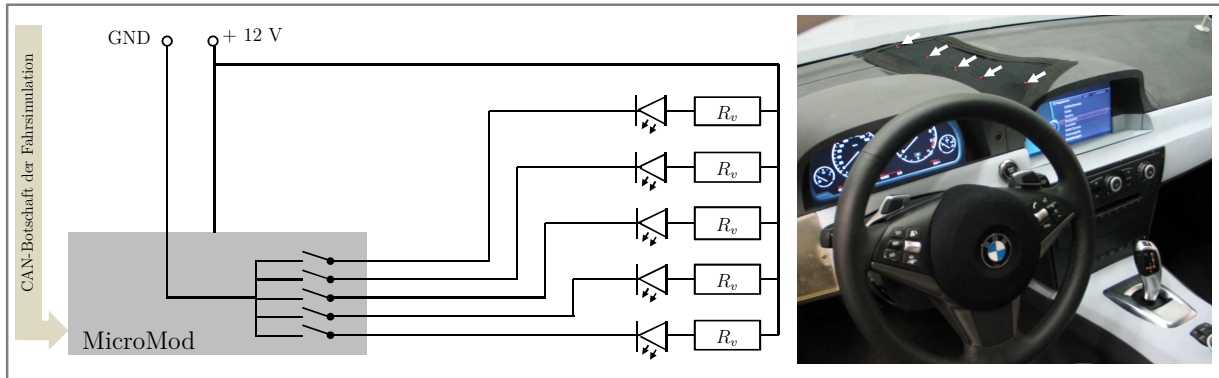 CAN-Botschaft der Fahrsimulation
GND
+ 12 V
R_v
R_v
R_v
R_v
R_v
MicroMod